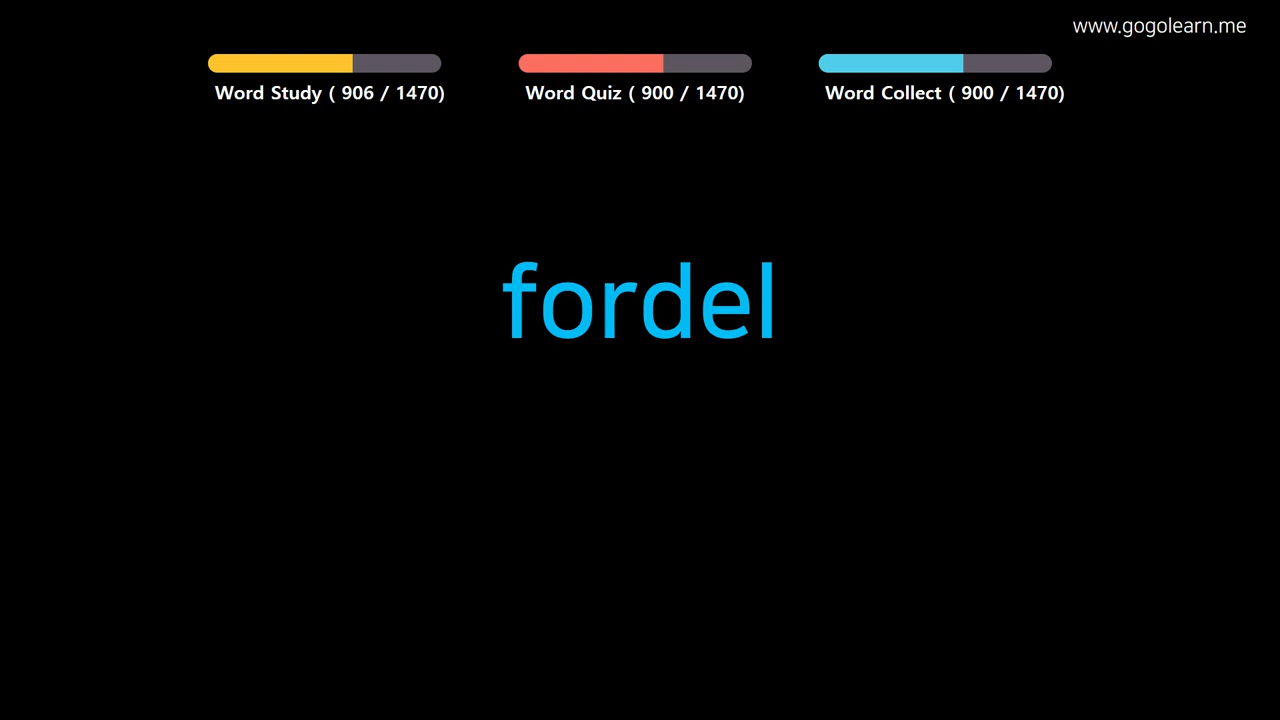 www.gogolearn.me
Word Study ( 906 / 1470)
Word Quiz ( 900 / 1470)
Word Collect ( 900 / 1470)
fordel